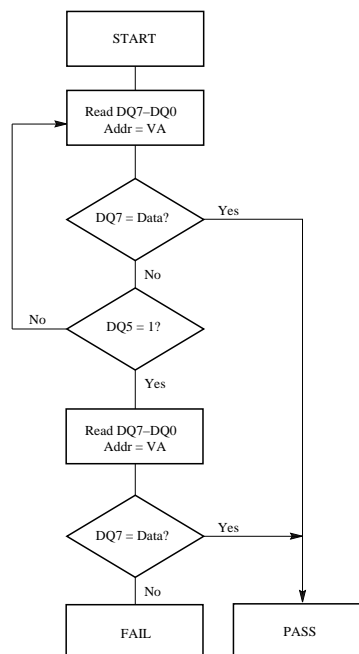 START
Read DQ7–DQ0
Addr = VA
DQ7 = Data?
Yes
No
DQ5 = 1?
No
Yes
Read DQ7–DQ0
Addr = VA
DQ7 = Data?
Yes
No
FAIL
PASS